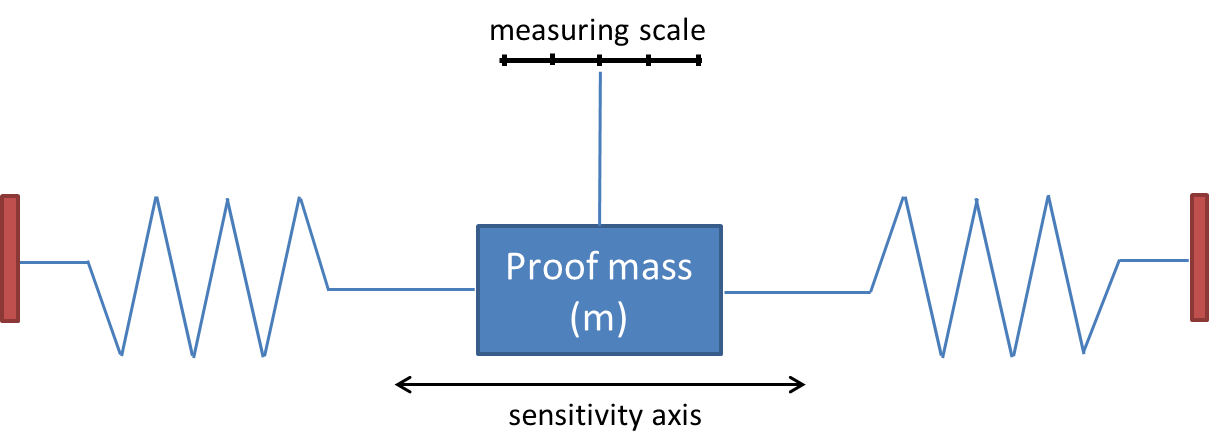 measuring scale
Proof mass
(m)
sensitivity axis